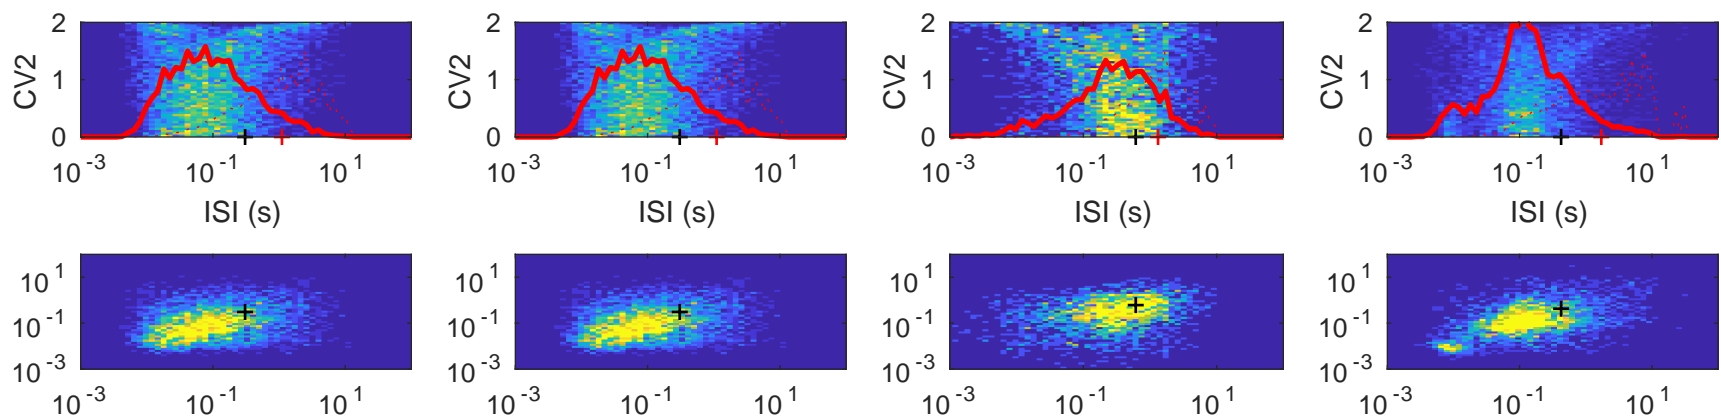 2 2 2 2
CV2 CV2 CV2 CV2
1 1 1 1
0 0 0 0
10^-3 10^-1 10^1 10^-3 10^-1 10^1 10^-3 10^-1 10^1 10^-3 10^-1 10^1
ISI (s) ISI (s) ISI (s) ISI (s)
10^1 10^1 10^1 10^1
10^-1 10^-1 10^-1 10^-1
10^-3 10^-3 10^-3 10^-3
10^-3 10^-1 10^1 10^-3 10^-1 10^1 10^-3 10^-1 10^1 10^-3 10^-1 10^1